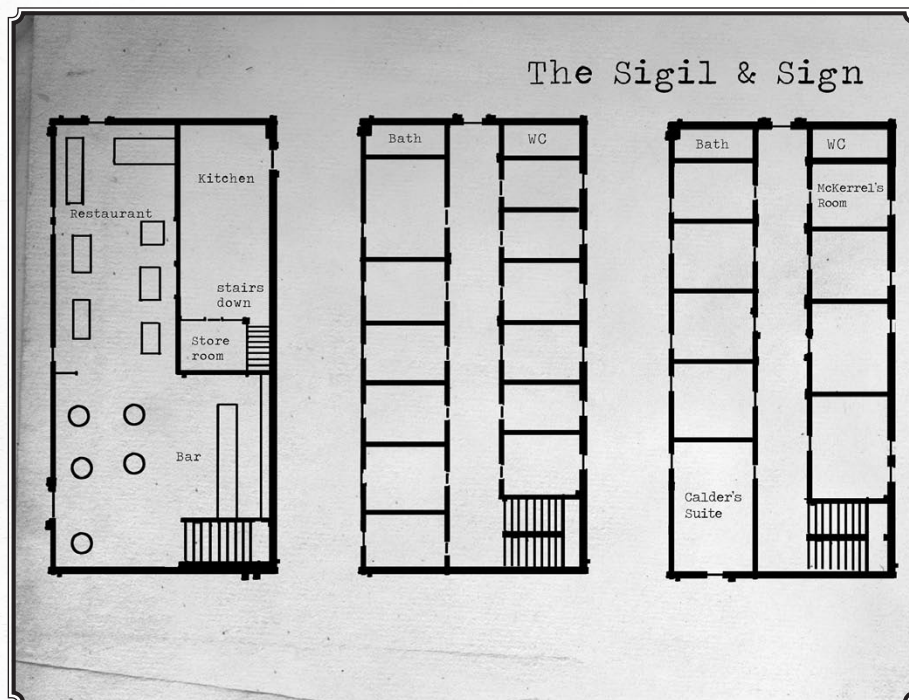 The Sigil & Sign
Kitchen
Restaurant
stairs
down
Store
room
Bar
Bath
WC
Bath
WC
McKerrel's
Room
Calder's
Suite